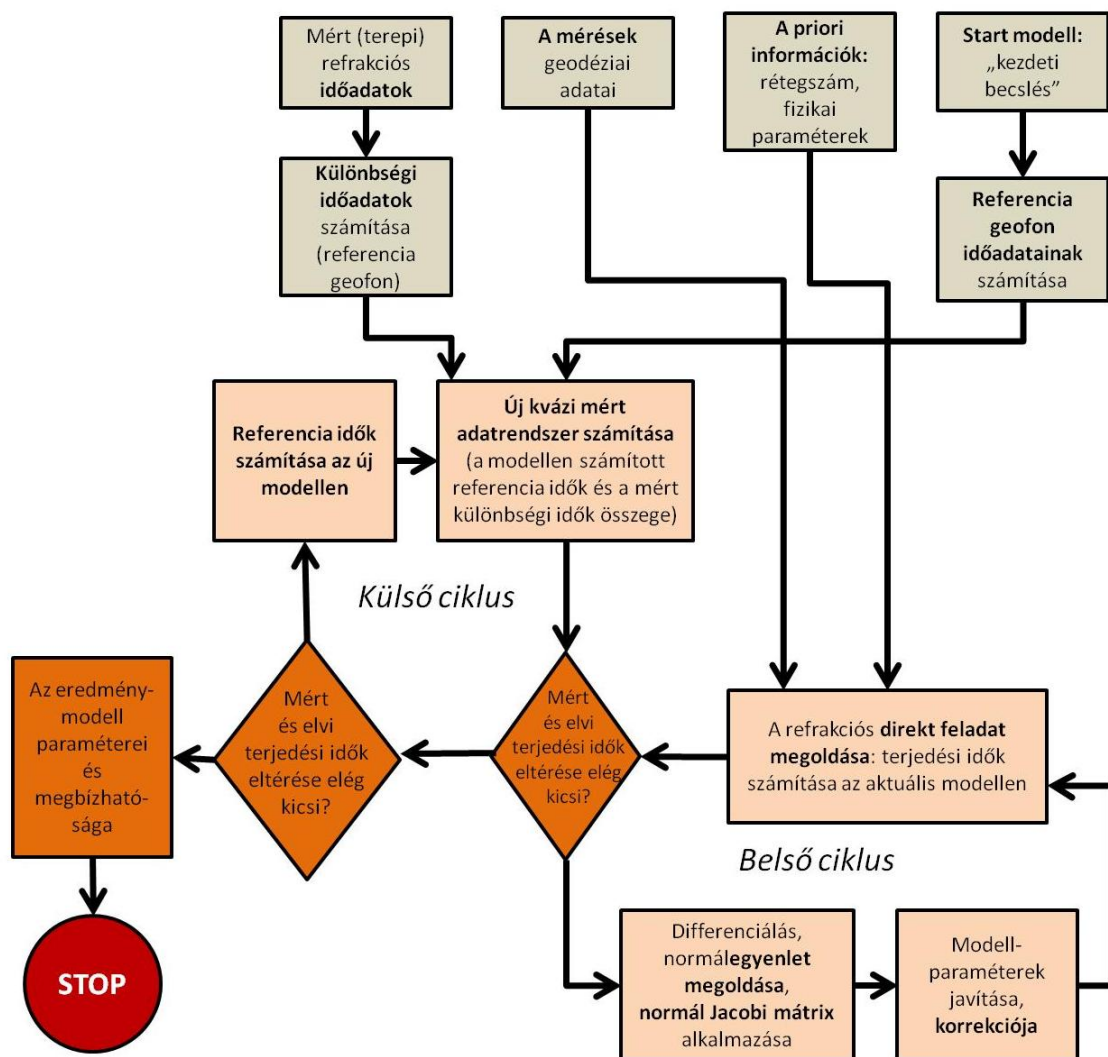 Mért (terepi)
refrakciós
időadatok
A mérések
geodéziai
adatai
A priori
információk:
rétegszám,
fizikai
paraméterek
Start modell:
„kezdeti
becslés”
Különbségi
időadatok
számítása
(referencia
geofon)
Referencia
geofon
időadatainak
számítása
Referencia idők
számítása az új
modellen
Új kvázi mért
adatrendszer számítása
(a modellen számított
referencia idők és a mért
különbségi idők összege)
Külső ciklus
Az eredmény-
modell
paraméterei
és
megbízható-
sága
Mért
és elvi
terjedési idők
eltérése elég
kicsi?
Mért
és elvi
terjedési idők
eltérése elég
kicsi?
A refrakciós direkt feladat
megoldása: terjedési idők
számítása az aktuális modellen
Belső ciklus
STOP
Differenciálás,
normálegyenlet
megoldása,
normál Jacobi mátrix
alkalmazása
Modell-
paraméterek
javítása,
korrekciója